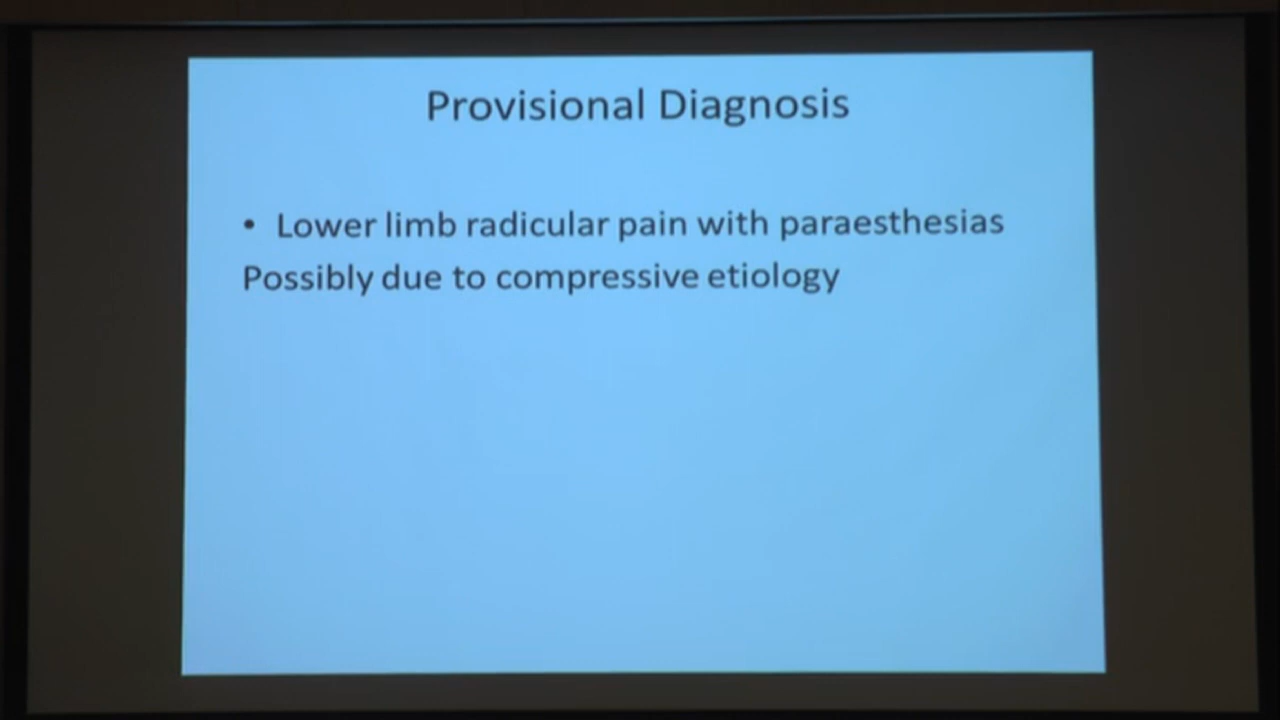 Provisional Diagnosis
• Lower limb radicular pain with paraesthesias
Possibly due to compressive etiology